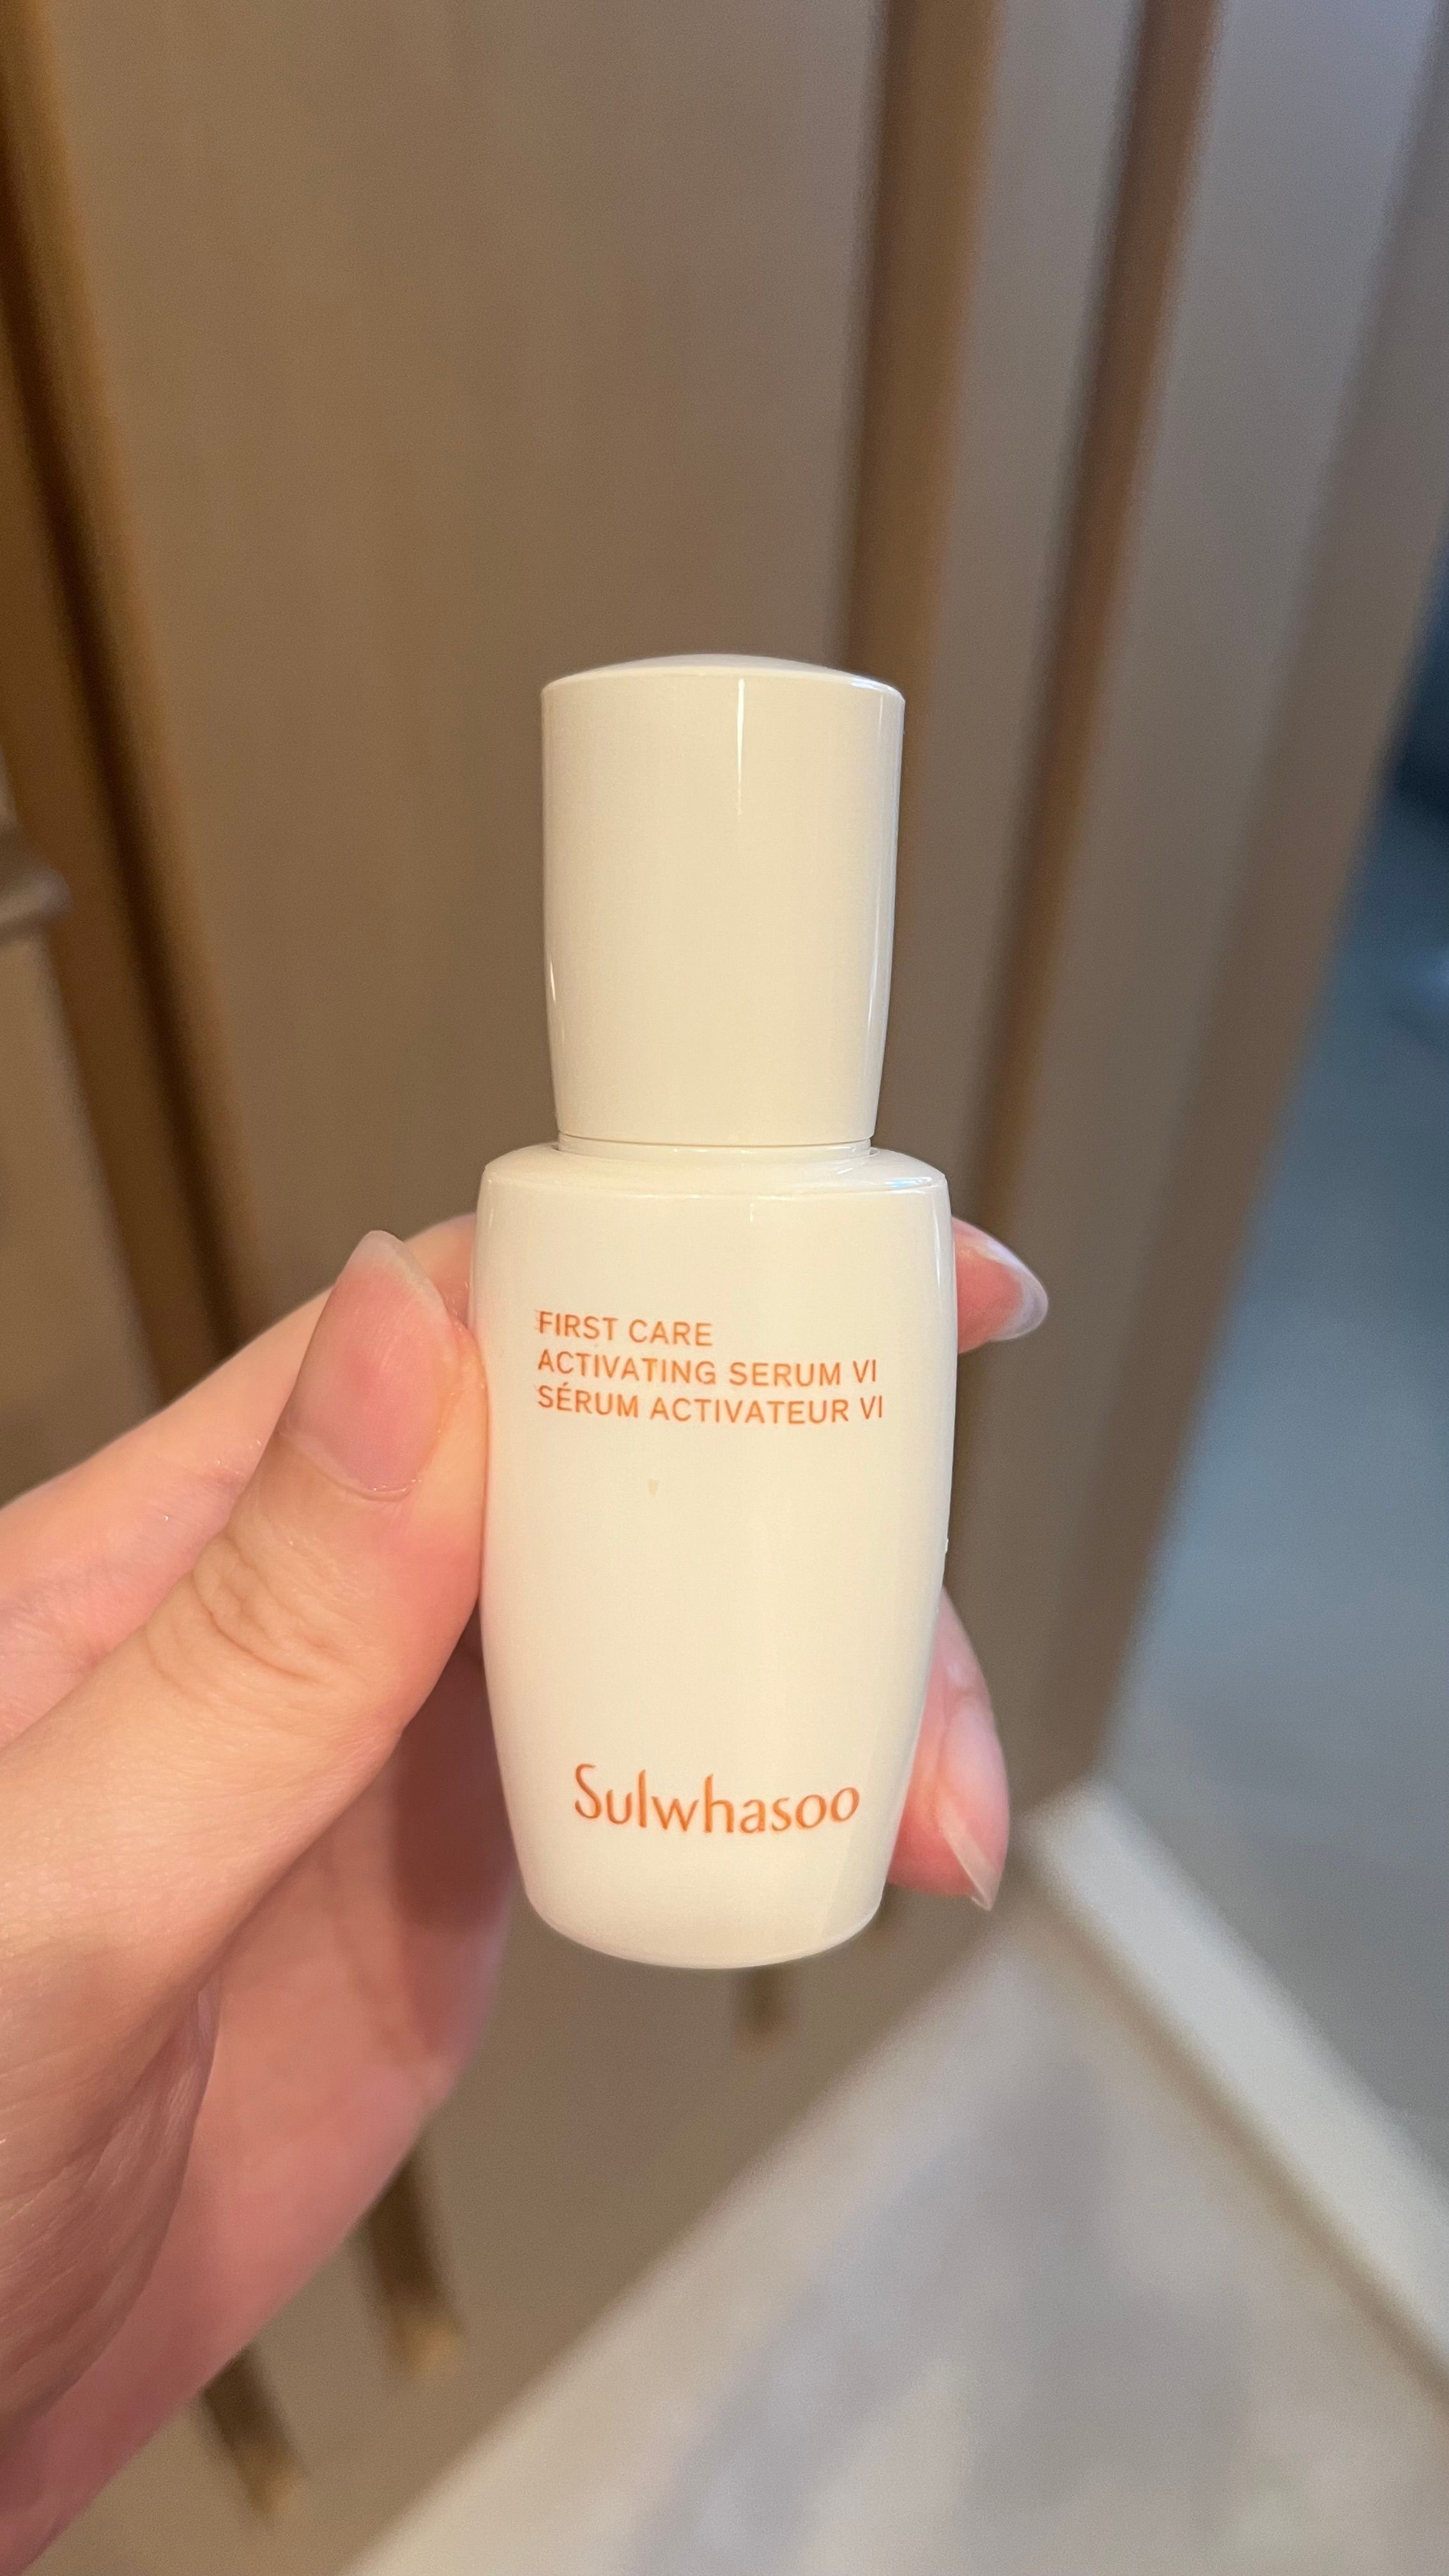 FIRST CARE
ACTIVATING SERUM VI
SÉRUM ACTIVATEUR VI
Sulwhasoo